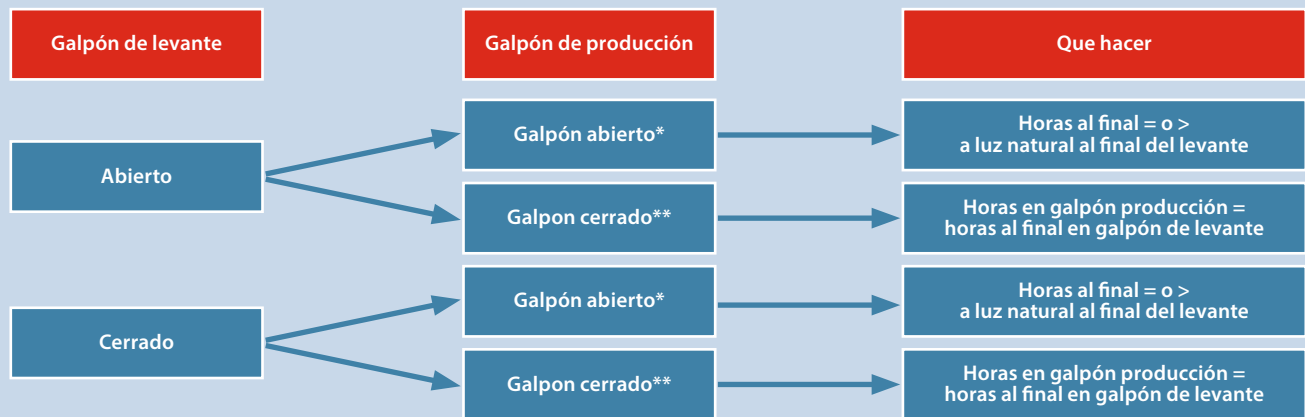 Galpón de levante
Galpón de producción
Que hacer
Abierto
Galpón abierto*
Horas al final = o >
a luz natural al final del levante
Galpon cerrado**
Horas en galpón producción =
horas al final en galpón de levante
Cerrado
Galpón abierto*
Horas al final = o >
a luz natural al final del levante
Galpon cerrado**
Horas en galpón producción =
horas al final en galpón de levante